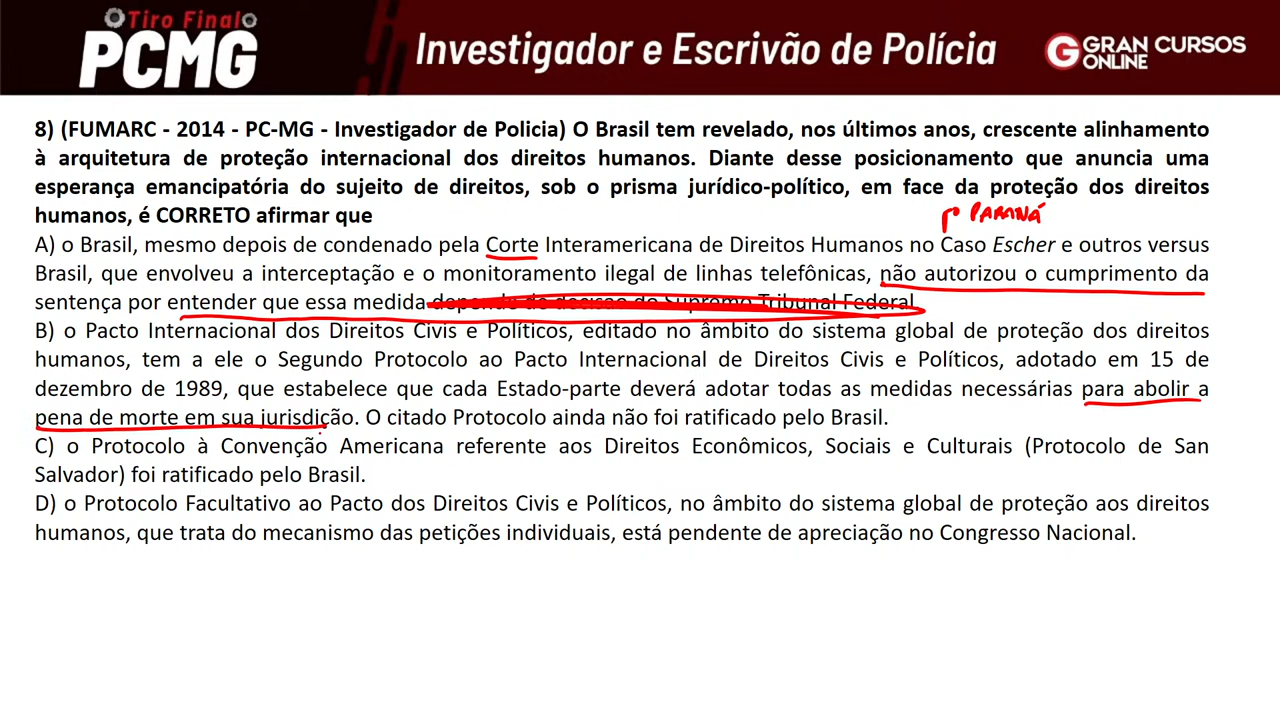 Tiro Final
PCMG
Investigador e Escrivão de Polícia
GRAN CURSOS
ONLINE
8) (FUMARC - 2014 - PC-MG - Investigador de Policia) O Brasil tem revelado, nos últimos anos, crescente alinhamento
à arquitetura de proteção internacional dos direitos humanos. Diante desse posicionamento que anuncia uma
esperança emancipatória do sujeito de direitos, sob o prisma jurídico-político, em face da proteção dos direitos
humanos, é CORRETO afirmar que
PARANÁ
A) o Brasil, mesmo depois de condenado pela Corte Interamericana de Direitos Humanos no Caso Escher e outros versus
Brasil, que envolveu a interceptação e o monitoramento ilegal de linhas telefônicas, não autorizou o cumprimento da
sentença por entender que essa medida depende de decisão do Supremo Tribunal Federal.
B) o Pacto Internacional dos Direitos Civis e Políticos, editado no âmbito do sistema global de proteção dos direitos
humanos, tem a ele o Segundo Protocolo ao Pacto Internacional de Direitos Civis e Políticos, adotado em 15 de
dezembro de 1989, que estabelece que cada Estado-parte deverá adotar todas as medidas necessárias para abolir a
pena de morte em sua jurisdição. O citado Protocolo ainda não foi ratificado pelo Brasil.
C) o Protocolo à Convenção Americana referente aos Direitos Econômicos, Sociais e Culturais (Protocolo de San
Salvador) foi ratificado pelo Brasil.
D) o Protocolo Facultativo ao Pacto dos Direitos Civis e Políticos, no âmbito do sistema global de proteção aos direitos
humanos, que trata do mecanismo das petições individuais, está pendente de apreciação no Congresso Nacional.